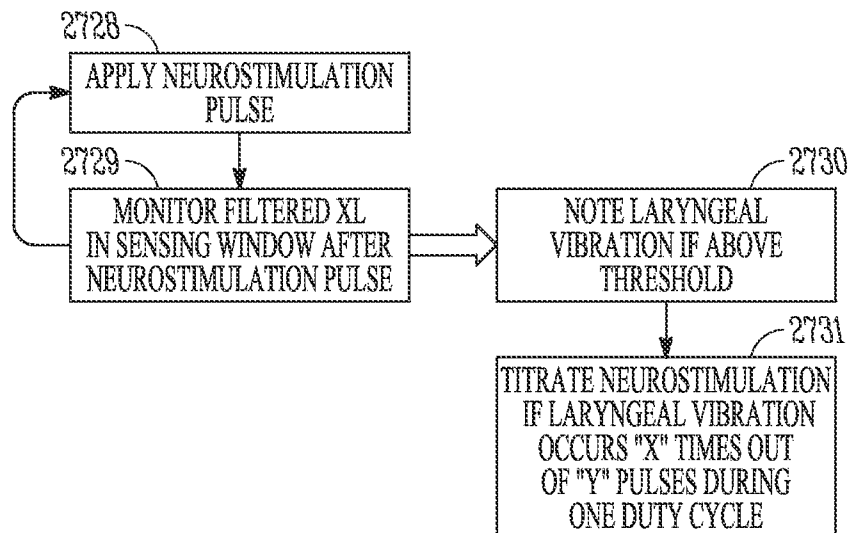 2728
APPLY NEUROSTIMULATION
PULSE
2729
MONITOR FILTERED XL
IN SENSING WINDOW AFTER
NEUROSTIMULATION PULSE
2730
NOTE LARYNGEAL
VIBRATION IF ABOVE
THRESHOLD
2731
TITRATE NEUROSTIMULATION
IF LARYNGEAL VIBRATION
OCCURS "X" TIMES OUT
OF "Y" PULSES DURING
ONE DUTY CYCLE